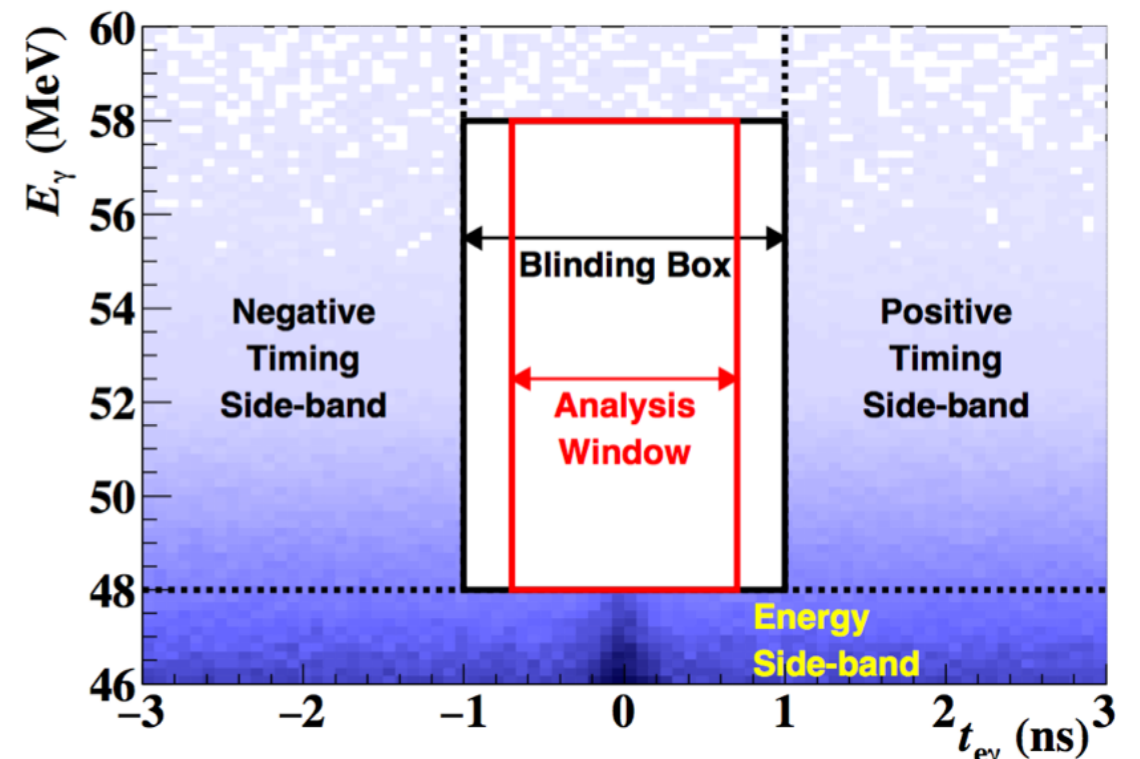 60
58
56
54
52
50
48
46
Eγ (MeV)
Blinding Box
Negative
Timing
Side-band
Positive
Timing
Side-band
Analysis
Window
Energy
Side-band
−3
−2
−1
0
1
2
3
teγ (ns)